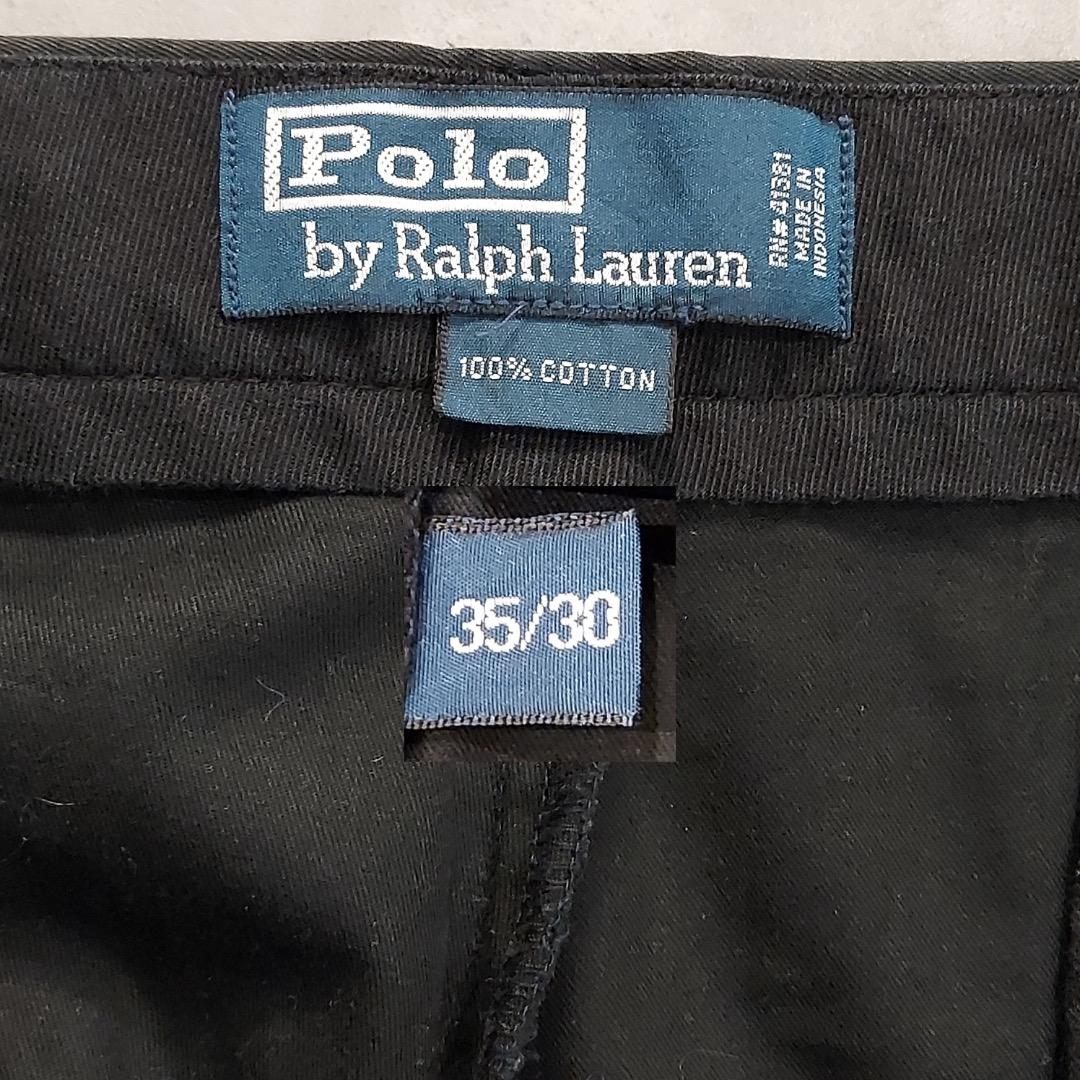 Polo
by Ralph Lauren
RN# 41381
MADE IN
INDONESIA
100% COTTON
35/30